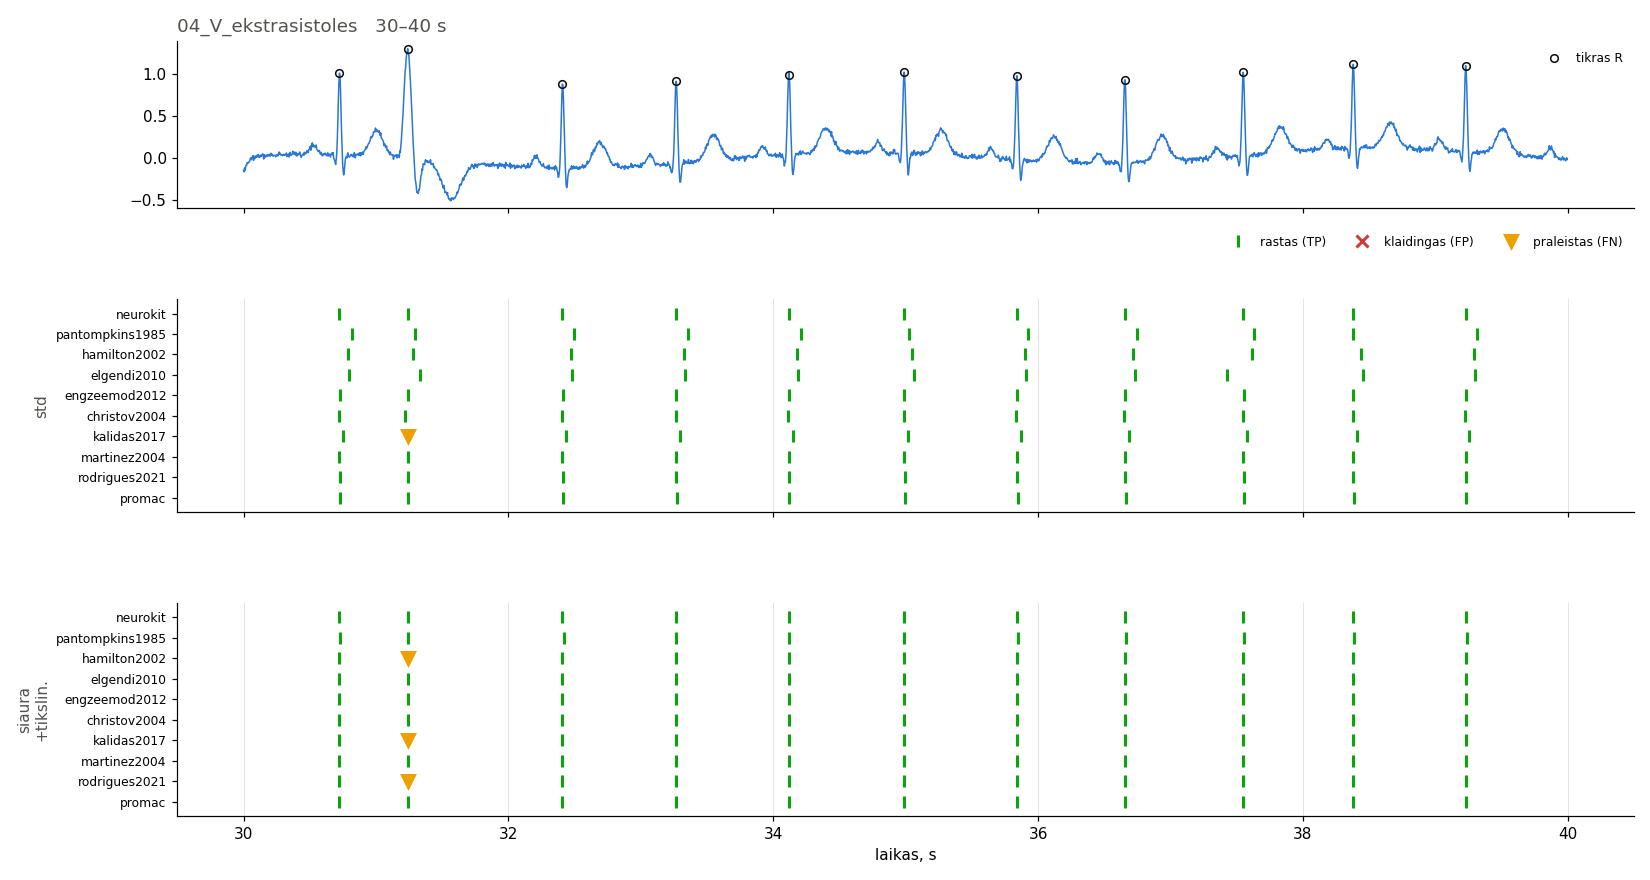 04_V_ekstrasistoles   30–40 s
tikras R
1.0
0.5
0.0
−0.5
rastas (TP)
klaidingas (FP)
praleistas (FN)
std
neurokit
pantompkins1985
hamilton2002
elgendi2010
engzeemod2012
christov2004
kalidas2017
martinez2004
rodrigues2021
promac
siaura
+tikslin.
neurokit
pantompkins1985
hamilton2002
elgendi2010
engzeemod2012
christov2004
kalidas2017
martinez2004
rodrigues2021
promac
30
32
34
36
38
40
laikas, s